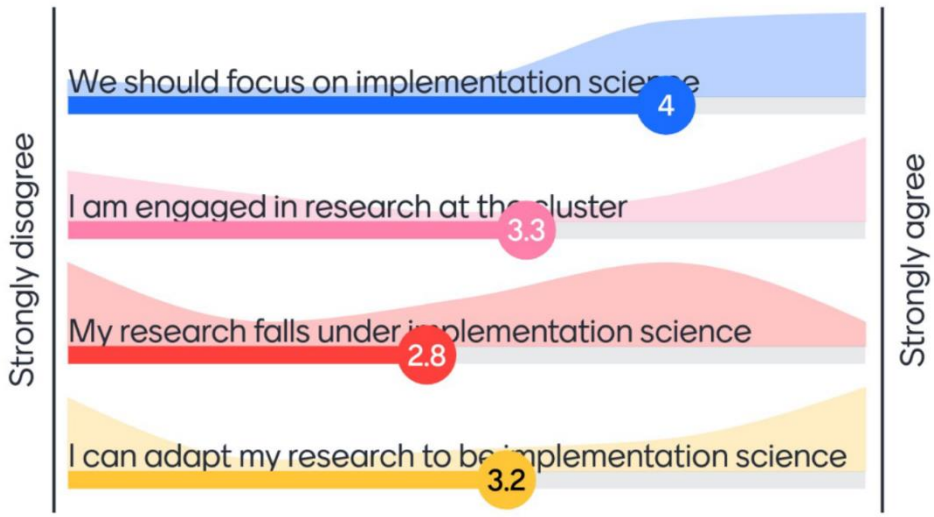 Strongly disagree
We should focus on implementation science
4
I am engaged in research at the cluster
3.3
My research falls under implementation science
2.8
I can adapt my research to be implementation science
3.2
Strongly agree